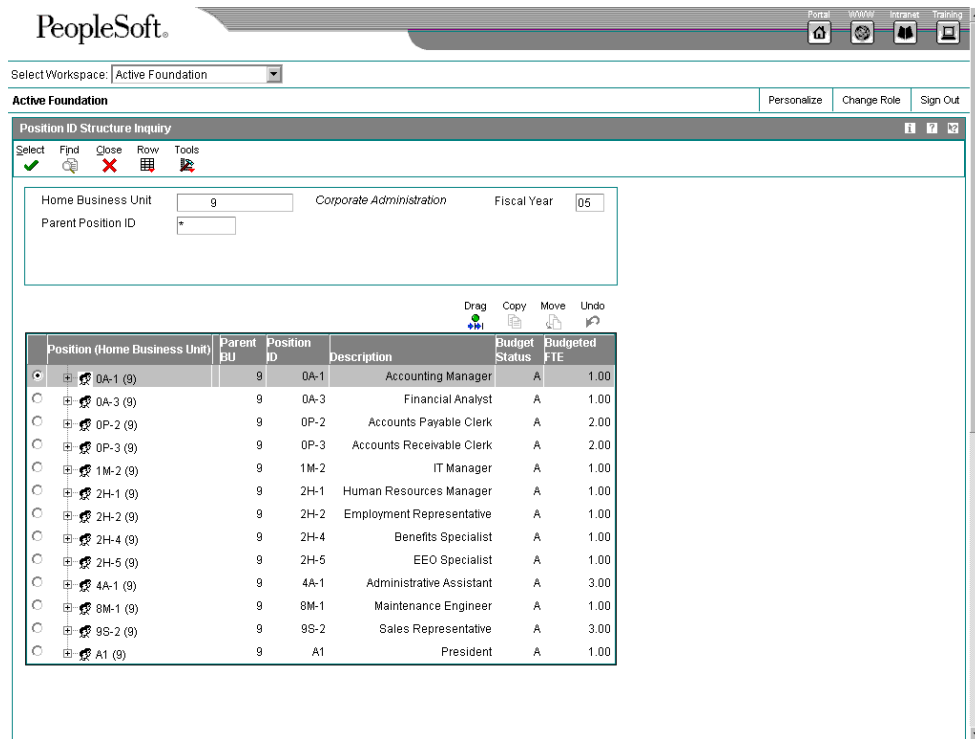 Portal WWW Intranet Training
PeopleSoft®
Select Workspace: Active Foundation
Active Foundation Personalize Change Role Sign Out
Position ID Structure Inquiry i ? ?
Select Find Close Row Tools
Home Business Unit 9 Corporate Administration Fiscal Year 05
Parent Position ID *
Drag Copy Move Undo
Position (Home Business Unit) Parent BU Position ID Description Budget Status Budgeted FTE
0A-1 (9) 9 0A-1 Accounting Manager A 1.00
0A-3 (9) 9 0A-3 Financial Analyst A 1.00
0P-2 (9) 9 0P-2 Accounts Payable Clerk A 2.00
0P-3 (9) 9 0P-3 Accounts Receivable Clerk A 2.00
1M-2 (9) 9 1M-2 IT Manager A 1.00
2H-1 (9) 9 2H-1 Human Resources Manager A 1.00
2H-2 (9) 9 2H-2 Employment Representative A 1.00
2H-4 (9) 9 2H-4 Benefits Specialist A 1.00
2H-5 (9) 9 2H-5 EEO Specialist A 1.00
4A-1 (9) 9 4A-1 Administrative Assistant A 3.00
8M-1 (9) 9 8M-1 Maintenance Engineer A 1.00
9S-2 (9) 9 9S-2 Sales Representative A 3.00
A1 (9) 9 A1 President A 1.00